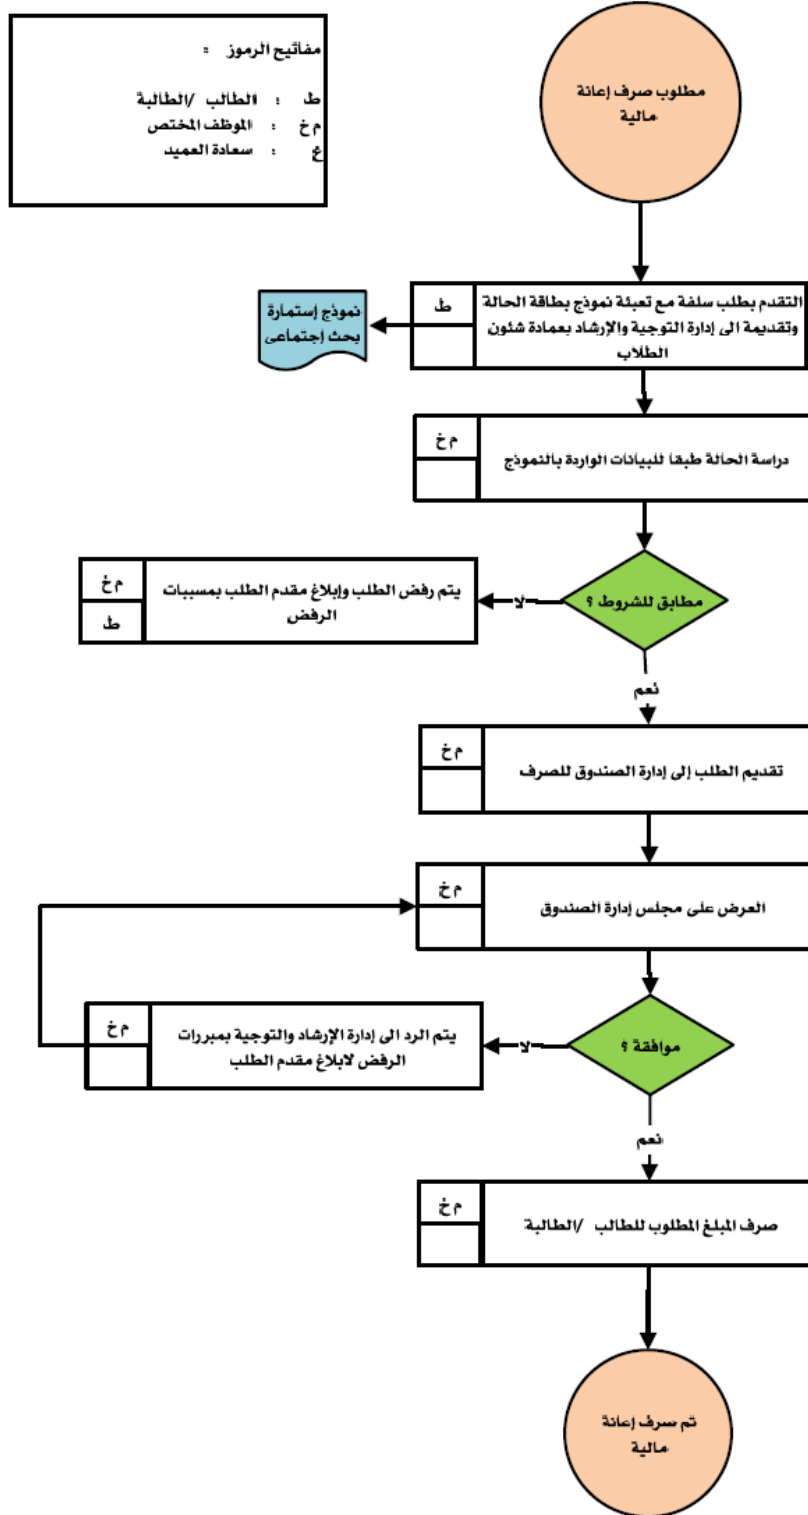 مفاتيح الرموز :
ط : الطالب /الطالبة
م خ : الموظف المختص
ع : سعادة العميد
مطلوب صرف إعانة
مالية
التقدم بطلب سلفة مع تعبئة نموذج بطاقة الحالة
وتقديمة الى إدارة التوجية والإرشاد بعمادة شئون
الطلاب
ط
نموذج إستمارة
بحث إجتماعى
دراسة الحالة طبقا للبيانات الواردة بالنموذج
م خ
مطابق للشروط ؟
لا
يتم رفض الطلب وإبلاغ مقدم الطلب بمسببات
الرفض
م خ
ط
نعم
تقديم الطلب إلى إدارة الصندوق للصرف
م خ
العرض على مجلس إدارة الصندوق
م خ
موافقة ؟
لا
يتم الرد الى إدارة الإرشاد والتوجية بمبررات
الرفض لابلاغ مقدم الطلب
م خ
نعم
صرف المبلغ المطلوب للطالب /الطالبة
م خ
تم صرف إعانة
مالية